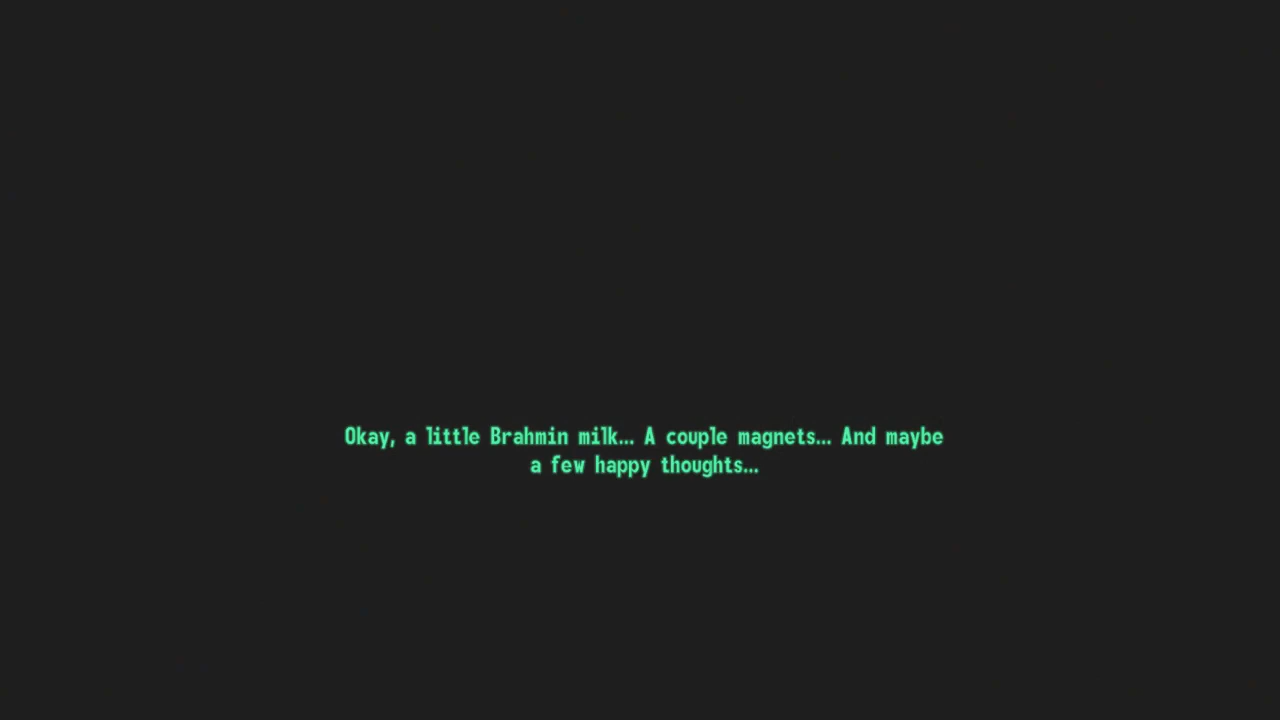 Okay, a little Brahmin milk... A couple magnets... And maybe
a few happy thoughts...